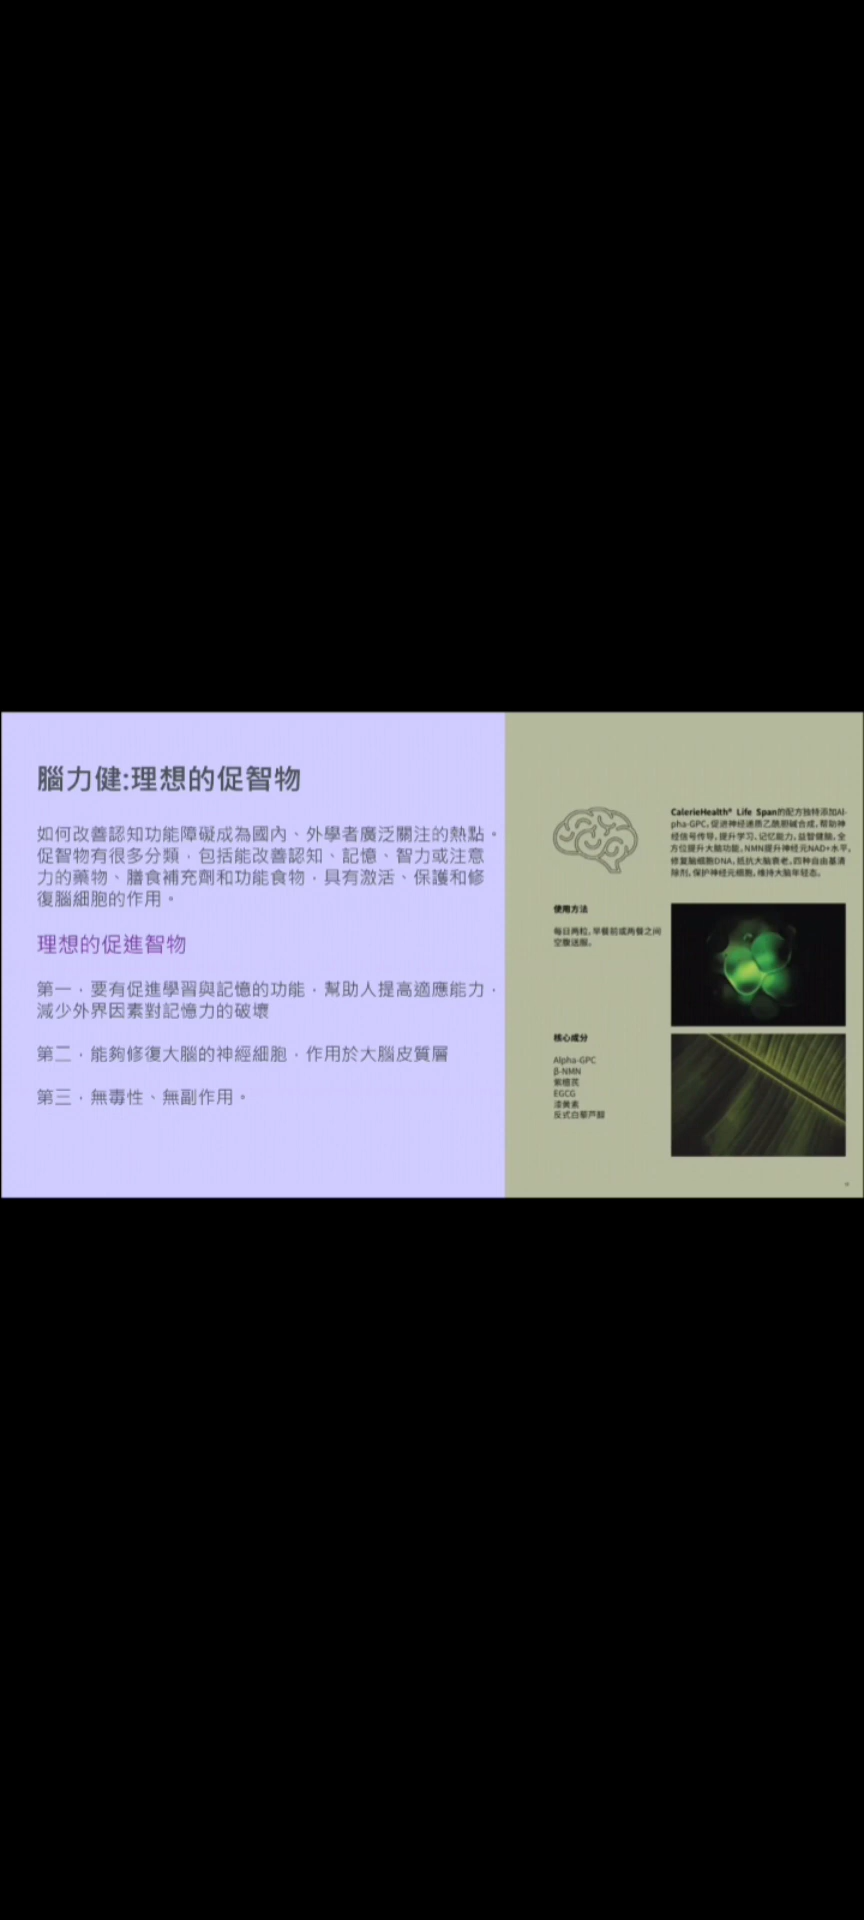 腦力健:理想的促智物
如何改善認知功能障礙成為國內、外學者廣泛關注的熱點。
促智物有很多分類，包括能改善認知、記憶、智力或注意
力的藥物、膳食補充劑和功能食物，具有激活、保護和修
復腦細胞的作用。
理想的促進智物
第一，要有促進學習與記憶的功能，幫助人提高適應能力，
減少外界因素對記憶力的破壞
第二，能夠修復大腦的神經細胞，作用於大腦皮質層
第三，無毒性、無副作用。
CalerieHealth® Life Span的配方独特添加Al-
pha-GPC，促进神经递质乙酰胆碱合成，帮助神
经信号传导，提升学习、记忆能力，益智健脑，全
方位提升大脑功能。NMN提升神经元NAD+水平，
修复脑细胞DNA，抵抗大脑衰老。四种自由基清
除剂，保护神经元细胞，维持大脑年轻态。
使用方法
每日两粒，早餐前或两餐之间
空腹送服。
核心成分
Alpha-GPC
β-NMN
紫檀芪
EGCG
漆黄素
反式白藜芦醇